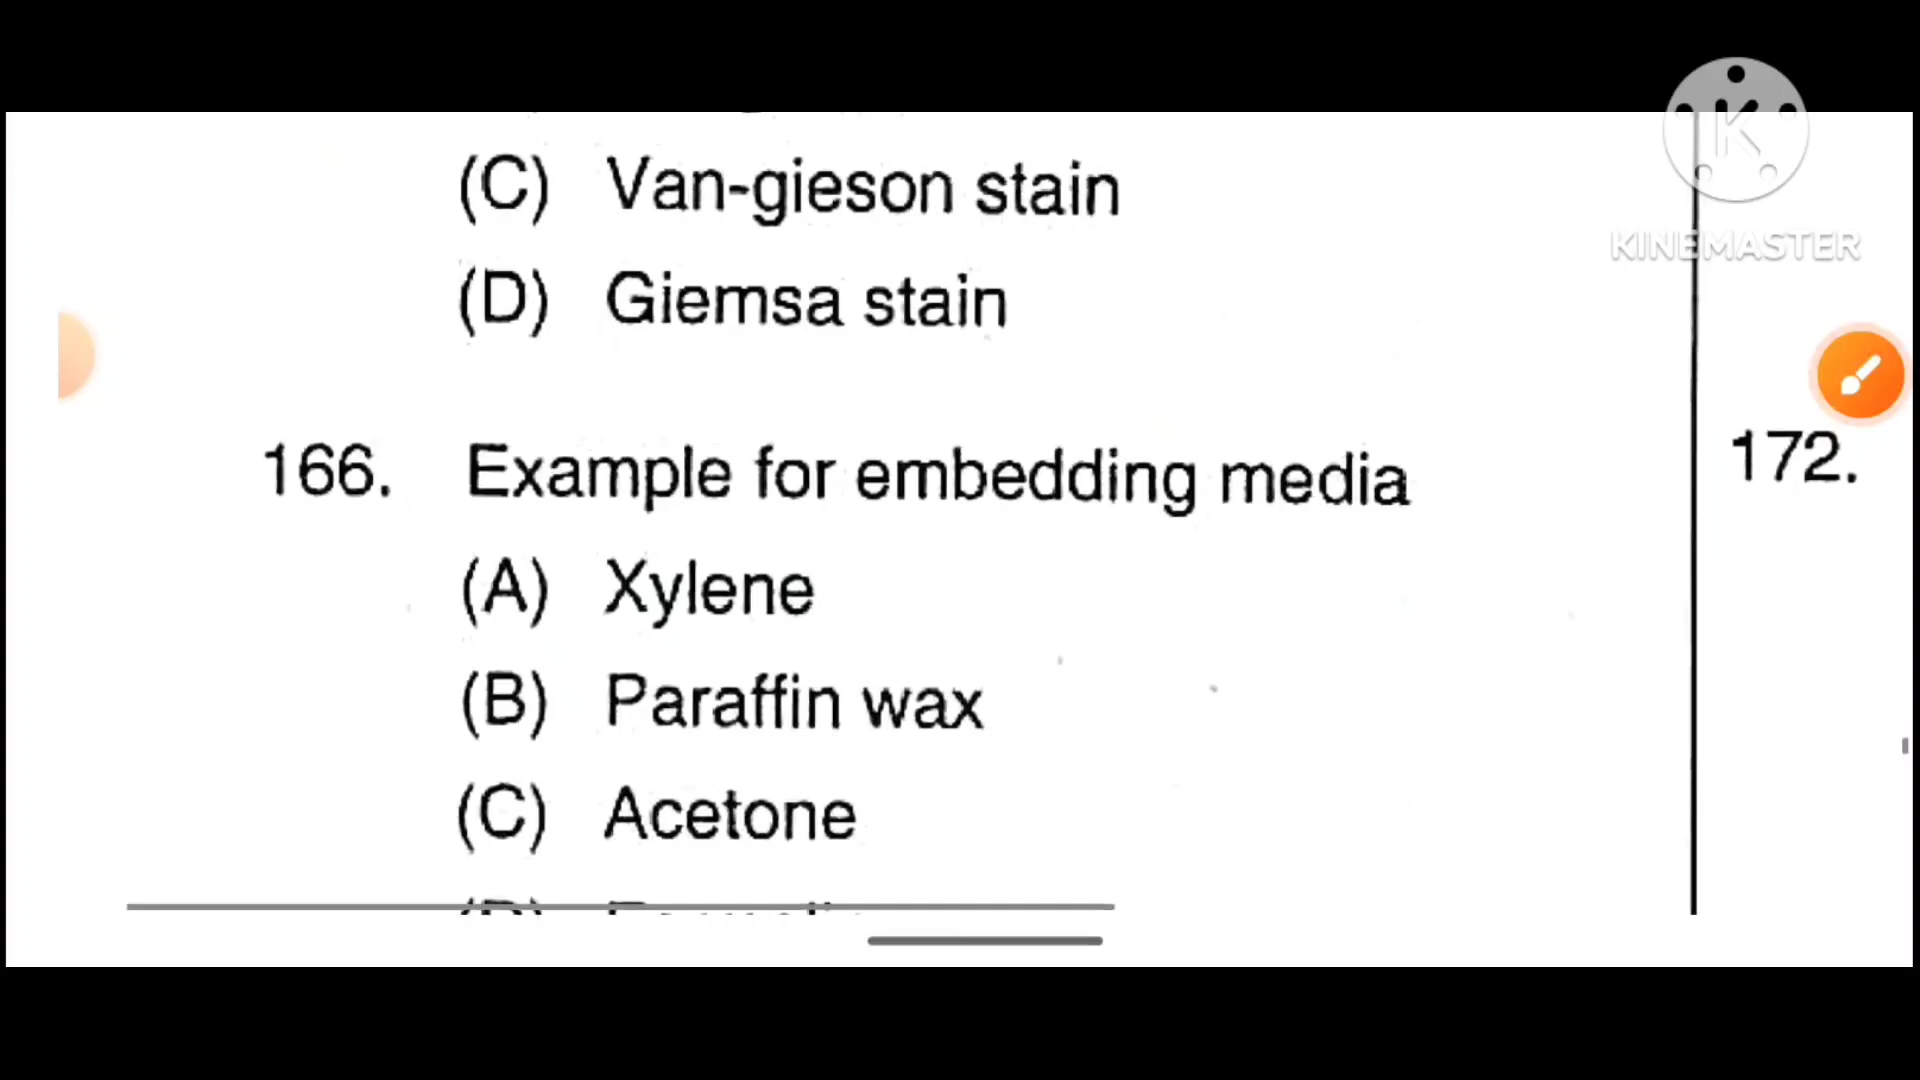 (C) Van-gieson stain
(D) Giemsa stain
166. Example for embedding media
(A) Xylene
(B) Paraffin wax
(C) Acetone
172.
K
KINEMASTER